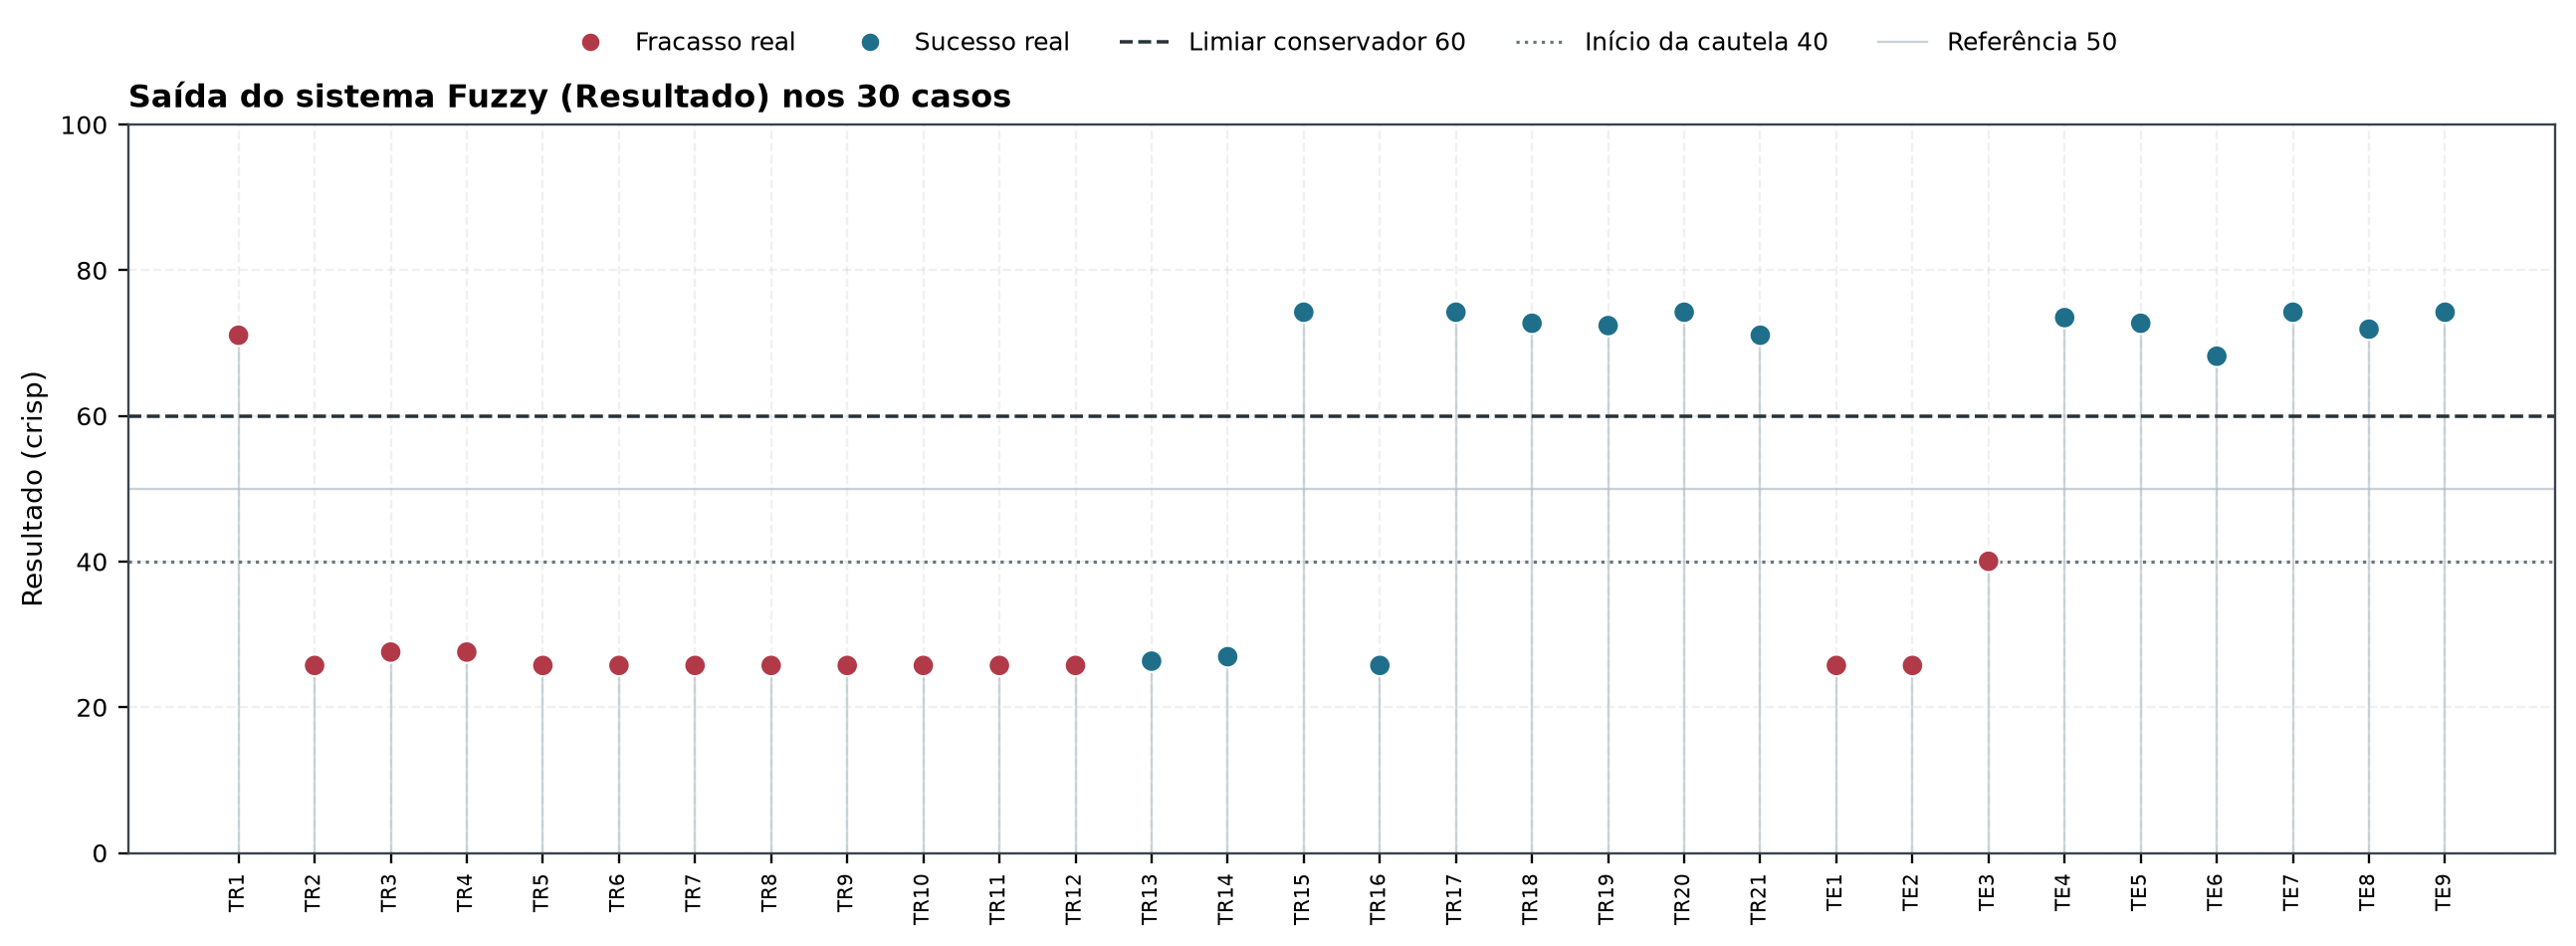 Fracasso real Sucesso real Limiar conservador 60 Início da cautela 40 Referência 50
Saída do sistema Fuzzy (Resultado) nos 30 casos
Resultado (crisp)
100
80
60
40
20
0
TR1 TR2 TR3 TR4 TR5 TR6 TR7 TR8 TR9 TR10 TR11 TR12 TR13 TR14 TR15 TR16 TR17 TR18 TR19 TR20 TR21 TE1 TE2 TE3 TE4 TE5 TE6 TE7 TE8 TE9